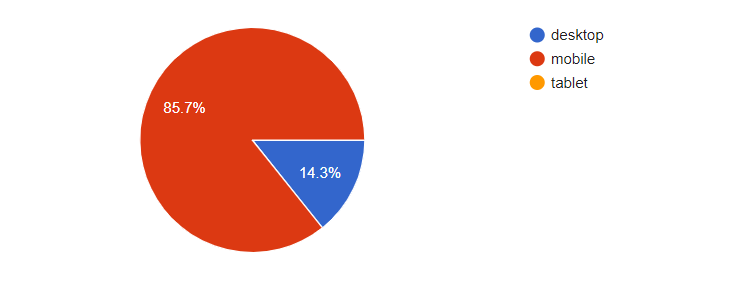 desktop
mobile
tablet
85.7%
14.3%